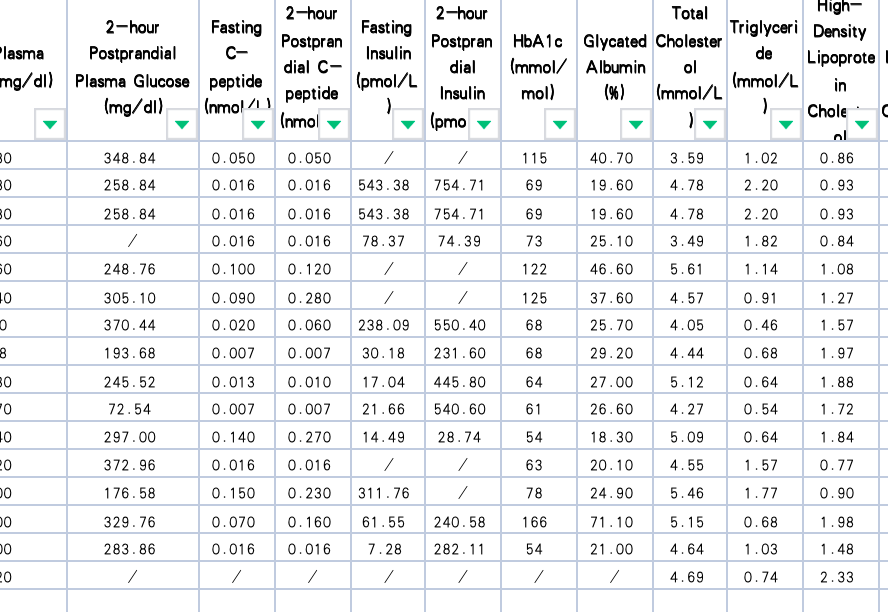 Plasma 2-hour Postprandial Plasma Glucose (mg/dl) Fasting C-peptide (nmol/L) 2-hour Postprandial C-peptide (nmol Fasting Insulin (pmol/L) 2-hour Postprandial Insulin (pmo HbA1c (mmol/mol) Glycated Albumin (%) Total Cholesterol (mmol/L) Triglyceride (mmol/L) High-Density Lipoprotein Cholesterol
mg/dl)
30 348.84 0.050 0.050 / / 115 40.70 3.59 1.02 0.86
30 258.84 0.016 0.016 543.38 754.71 69 19.60 4.78 2.20 0.93
30 258.84 0.016 0.016 543.38 754.71 69 19.60 4.78 2.20 0.93
60 / 0.016 0.016 78.37 74.39 73 25.10 3.49 1.82 0.84
60 248.76 0.100 0.120 / / 122 46.60 5.61 1.14 1.08
40 305.10 0.090 0.280 / / 125 37.60 4.57 0.91 1.27
0 370.44 0.020 0.060 238.09 550.40 68 25.70 4.05 0.46 1.57
8 193.68 0.007 0.007 30.18 231.60 68 29.20 4.44 0.68 1.97
30 245.52 0.013 0.010 17.04 445.80 64 27.00 5.12 0.64 1.88
70 72.54 0.007 0.007 21.66 540.60 61 26.60 4.27 0.54 1.72
40 297.00 0.140 0.270 14.49 28.74 54 18.30 5.09 0.64 1.84
20 372.96 0.016 0.016 / / 63 20.10 4.55 1.57 0.77
00 176.58 0.150 0.230 311.76 / 78 24.90 5.46 1.77 0.90
00 329.76 0.070 0.160 61.55 240.58 166 71.10 5.15 0.68 1.98
00 283.86 0.016 0.016 7.28 282.11 54 21.00 4.64 1.03 1.48
20 / / / / / / / 4.69 0.74 2.33